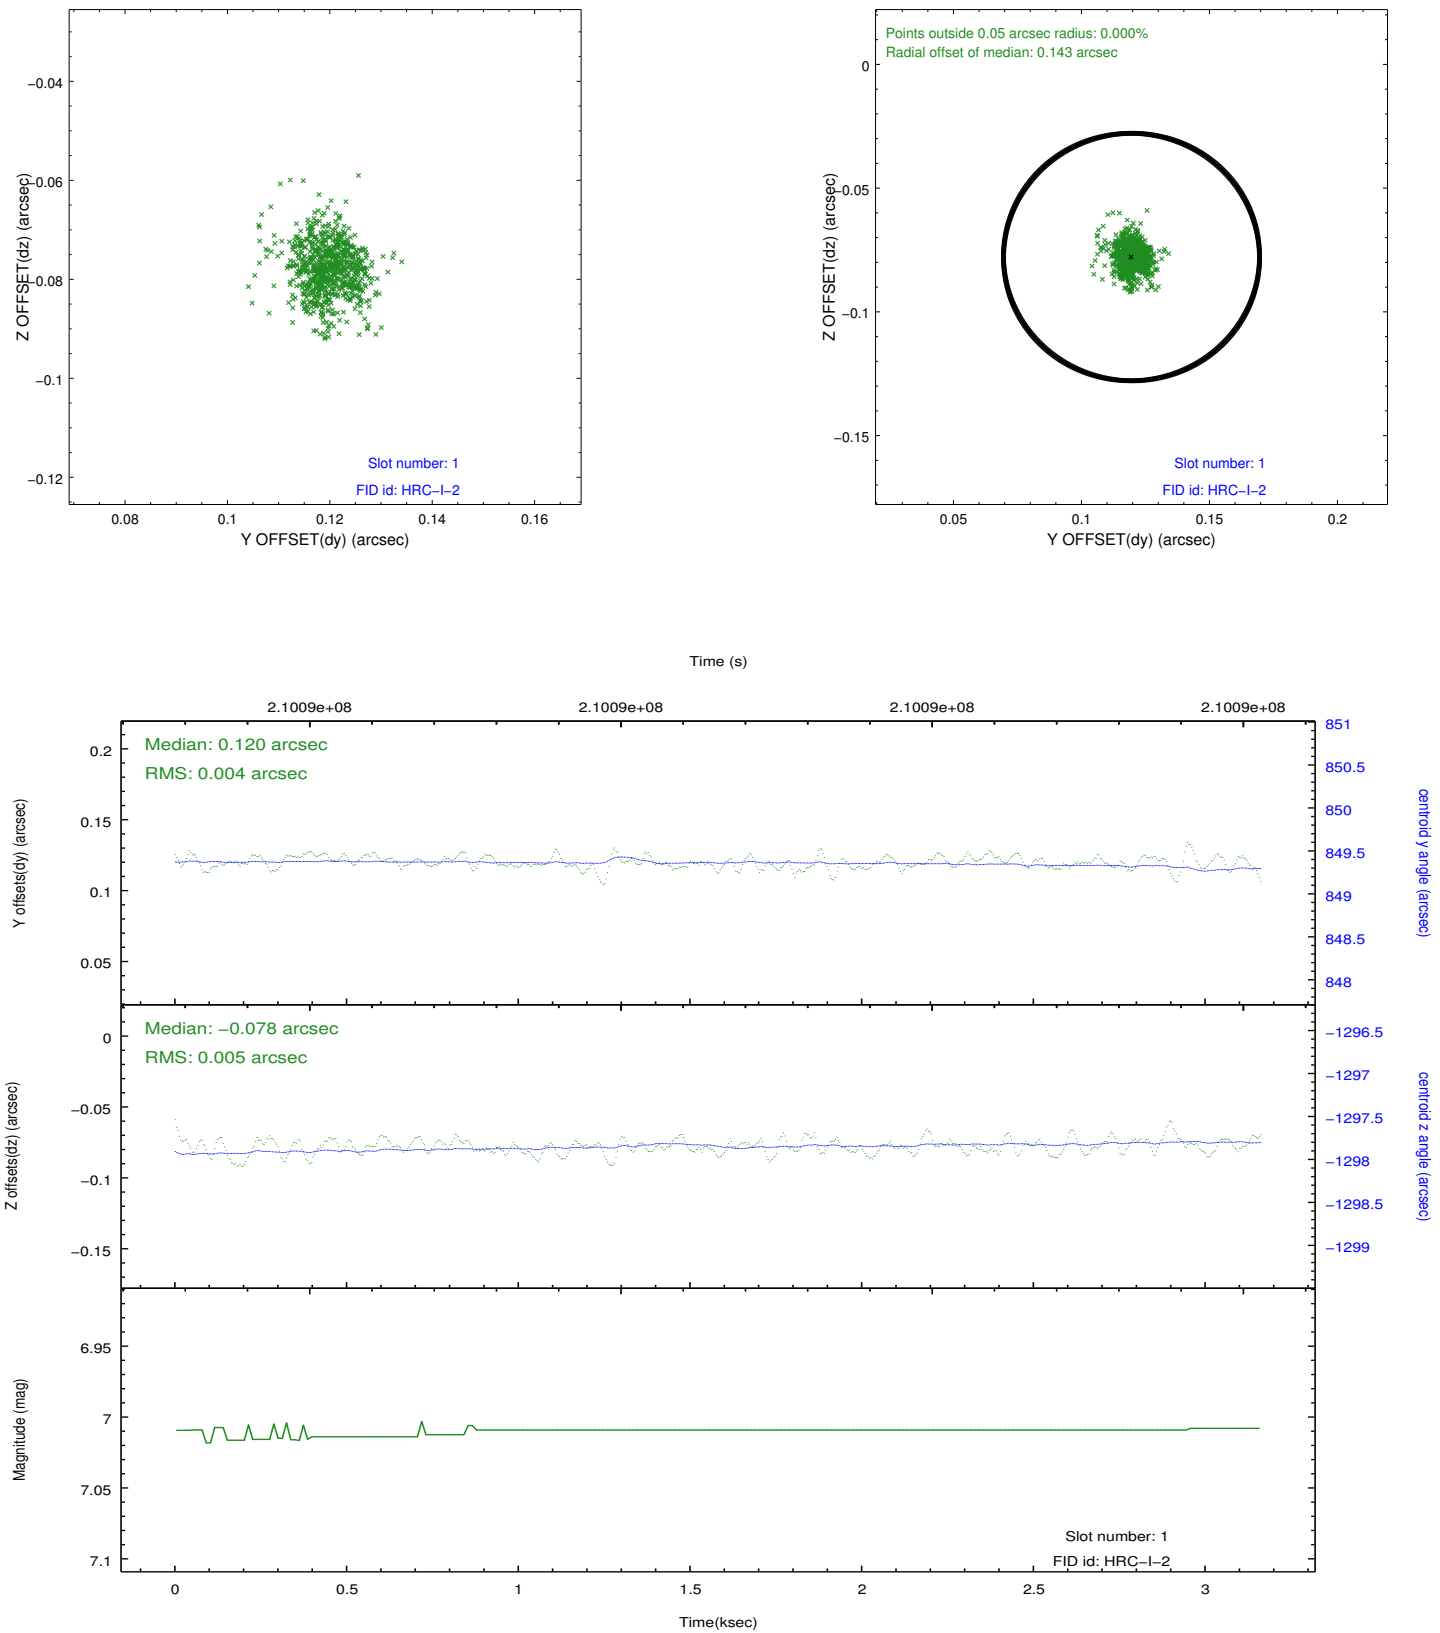 Points outside 0.05 arcsec radius: 0.000%
Radial offset of median: 0.143 arcsec
−0.04
−0.06
−0.08
−0.1
−0.12
Z OFFSET(dz) (arcsec)
Slot number: 1
FID id: HRC−I−2
0.08 0.1 0.12 0.14 0.16
Y OFFSET(dy) (arcsec)
0
−0.05
−0.1
−0.15
Z OFFSET(dz) (arcsec)
Slot number: 1
FID id: HRC−I−2
0.05 0.1 0.15 0.2
Y OFFSET(dy) (arcsec)
Time (s)
2.1009e+08 2.1009e+08 2.1009e+08 2.1009e+08
Median: 0.120 arcsec
RMS: 0.004 arcsec
0.2
0.15
0.1
0.05
Y offsets(dy) (arcsec)
851
850.5
850
849.5
849
848.5
848
centroid y angle (arcsec)
Median: −0.078 arcsec
RMS: 0.005 arcsec
0
−0.05
−0.1
−0.15
Z offsets(dz) (arcsec)
−1296.5
−1297
−1297.5
−1298
−1298.5
−1299
centroid z angle (arcsec)
6.95
7
7.05
7.1
Magnitude (mag)
Slot number: 1
FID id: HRC−I−2
0 0.5 1 1.5 2 2.5 3
Time(ksec)